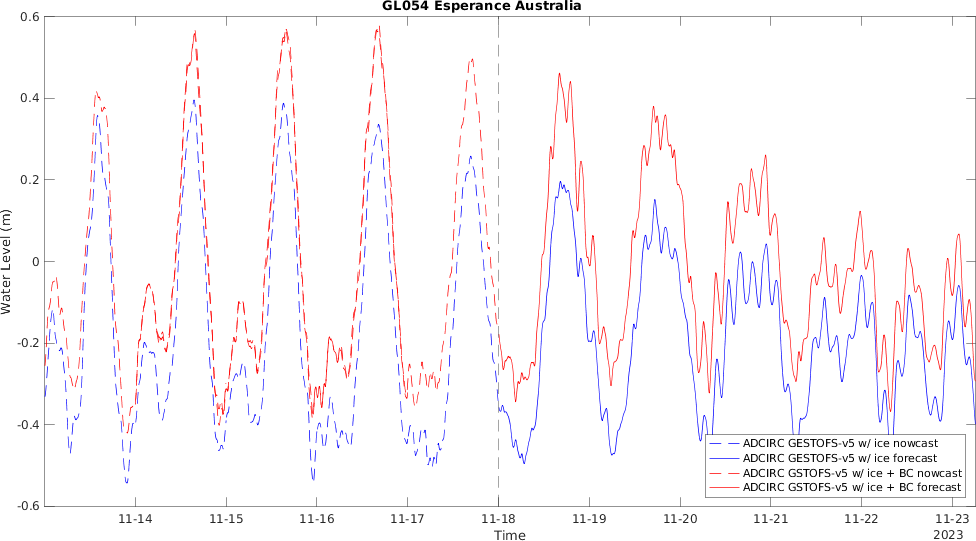 GL054 Esperance Australia
Water Level (m)
0.6
0.4
0.2
0
-0.2
-0.4
-0.6
11-14
11-15
11-16
11-17
11-18
11-19
11-20
11-21
11-22
11-23
2023
Time
ADCIRC GESTOFS-v5 w/ ice nowcast
ADCIRC GESTOFS-v5 w/ ice forecast
ADCIRC GSTOFS-v5 w/ ice + BC nowcast
ADCIRC GSTOFS-v5 w/ ice + BC forecast